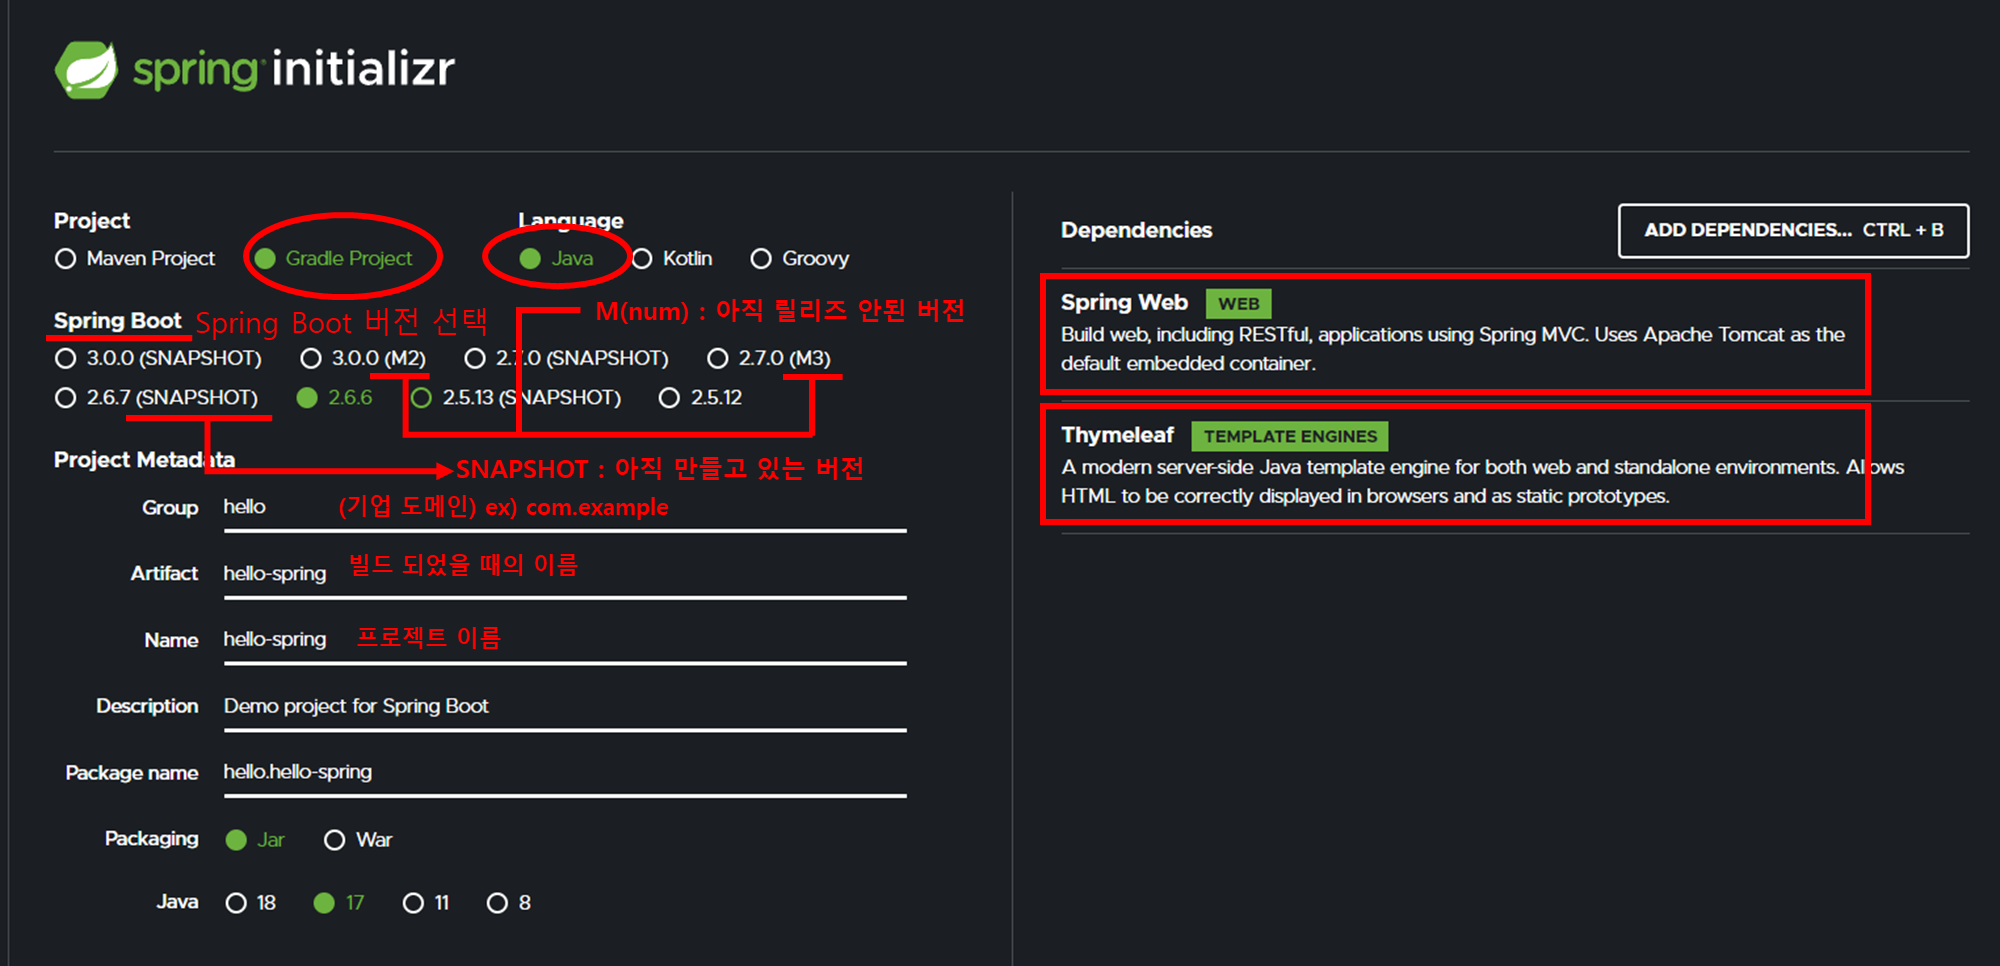 spring initializr
Project
Maven Project Gradle Project
Language
Java Kotlin Groovy
Spring Boot Spring Boot 버전 선택
M(num) : 아직 릴리즈 안된 버전
3.0.0 (SNAPSHOT) 3.0.0 (M2) 2.7.0 (SNAPSHOT) 2.7.0 (M3)
2.6.7 (SNAPSHOT) 2.6.6 2.5.13 (SNAPSHOT) 2.5.12
Project Metadata
SNAPSHOT : 아직 만들고 있는 버전
Group hello (기업 도메인) ex) com.example
Artifact hello-spring 빌드 되었을 때의 이름
Name hello-spring 프로젝트 이름
Description Demo project for Spring Boot
Package name hello.hello-spring
Packaging Jar War
Java 18 17 11 8
Dependencies
ADD DEPENDENCIES... CTRL + B
Spring Web WEB
Build web, including RESTful, applications using Spring MVC. Uses Apache Tomcat as the
default embedded container.
Thymeleaf TEMPLATE ENGINES
A modern server-side Java template engine for both web and standalone environments. Allows
HTML to be correctly displayed in browsers and as static prototypes.